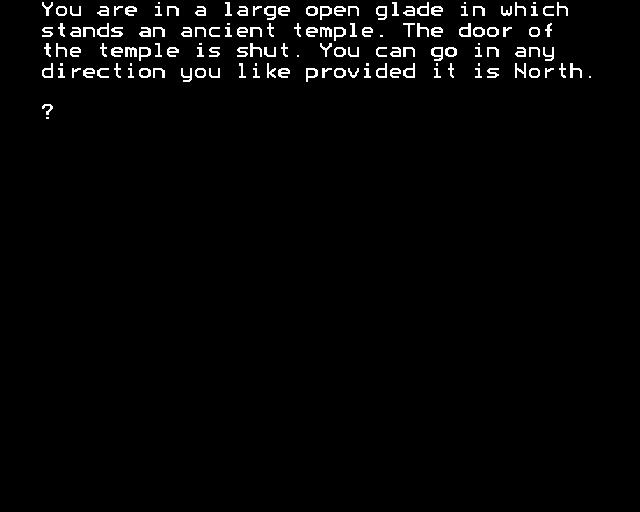 You are in a large open glade in which
stands an ancient temple. The door of
the temple is shut. You can go in any
direction you like provided it is North.
?